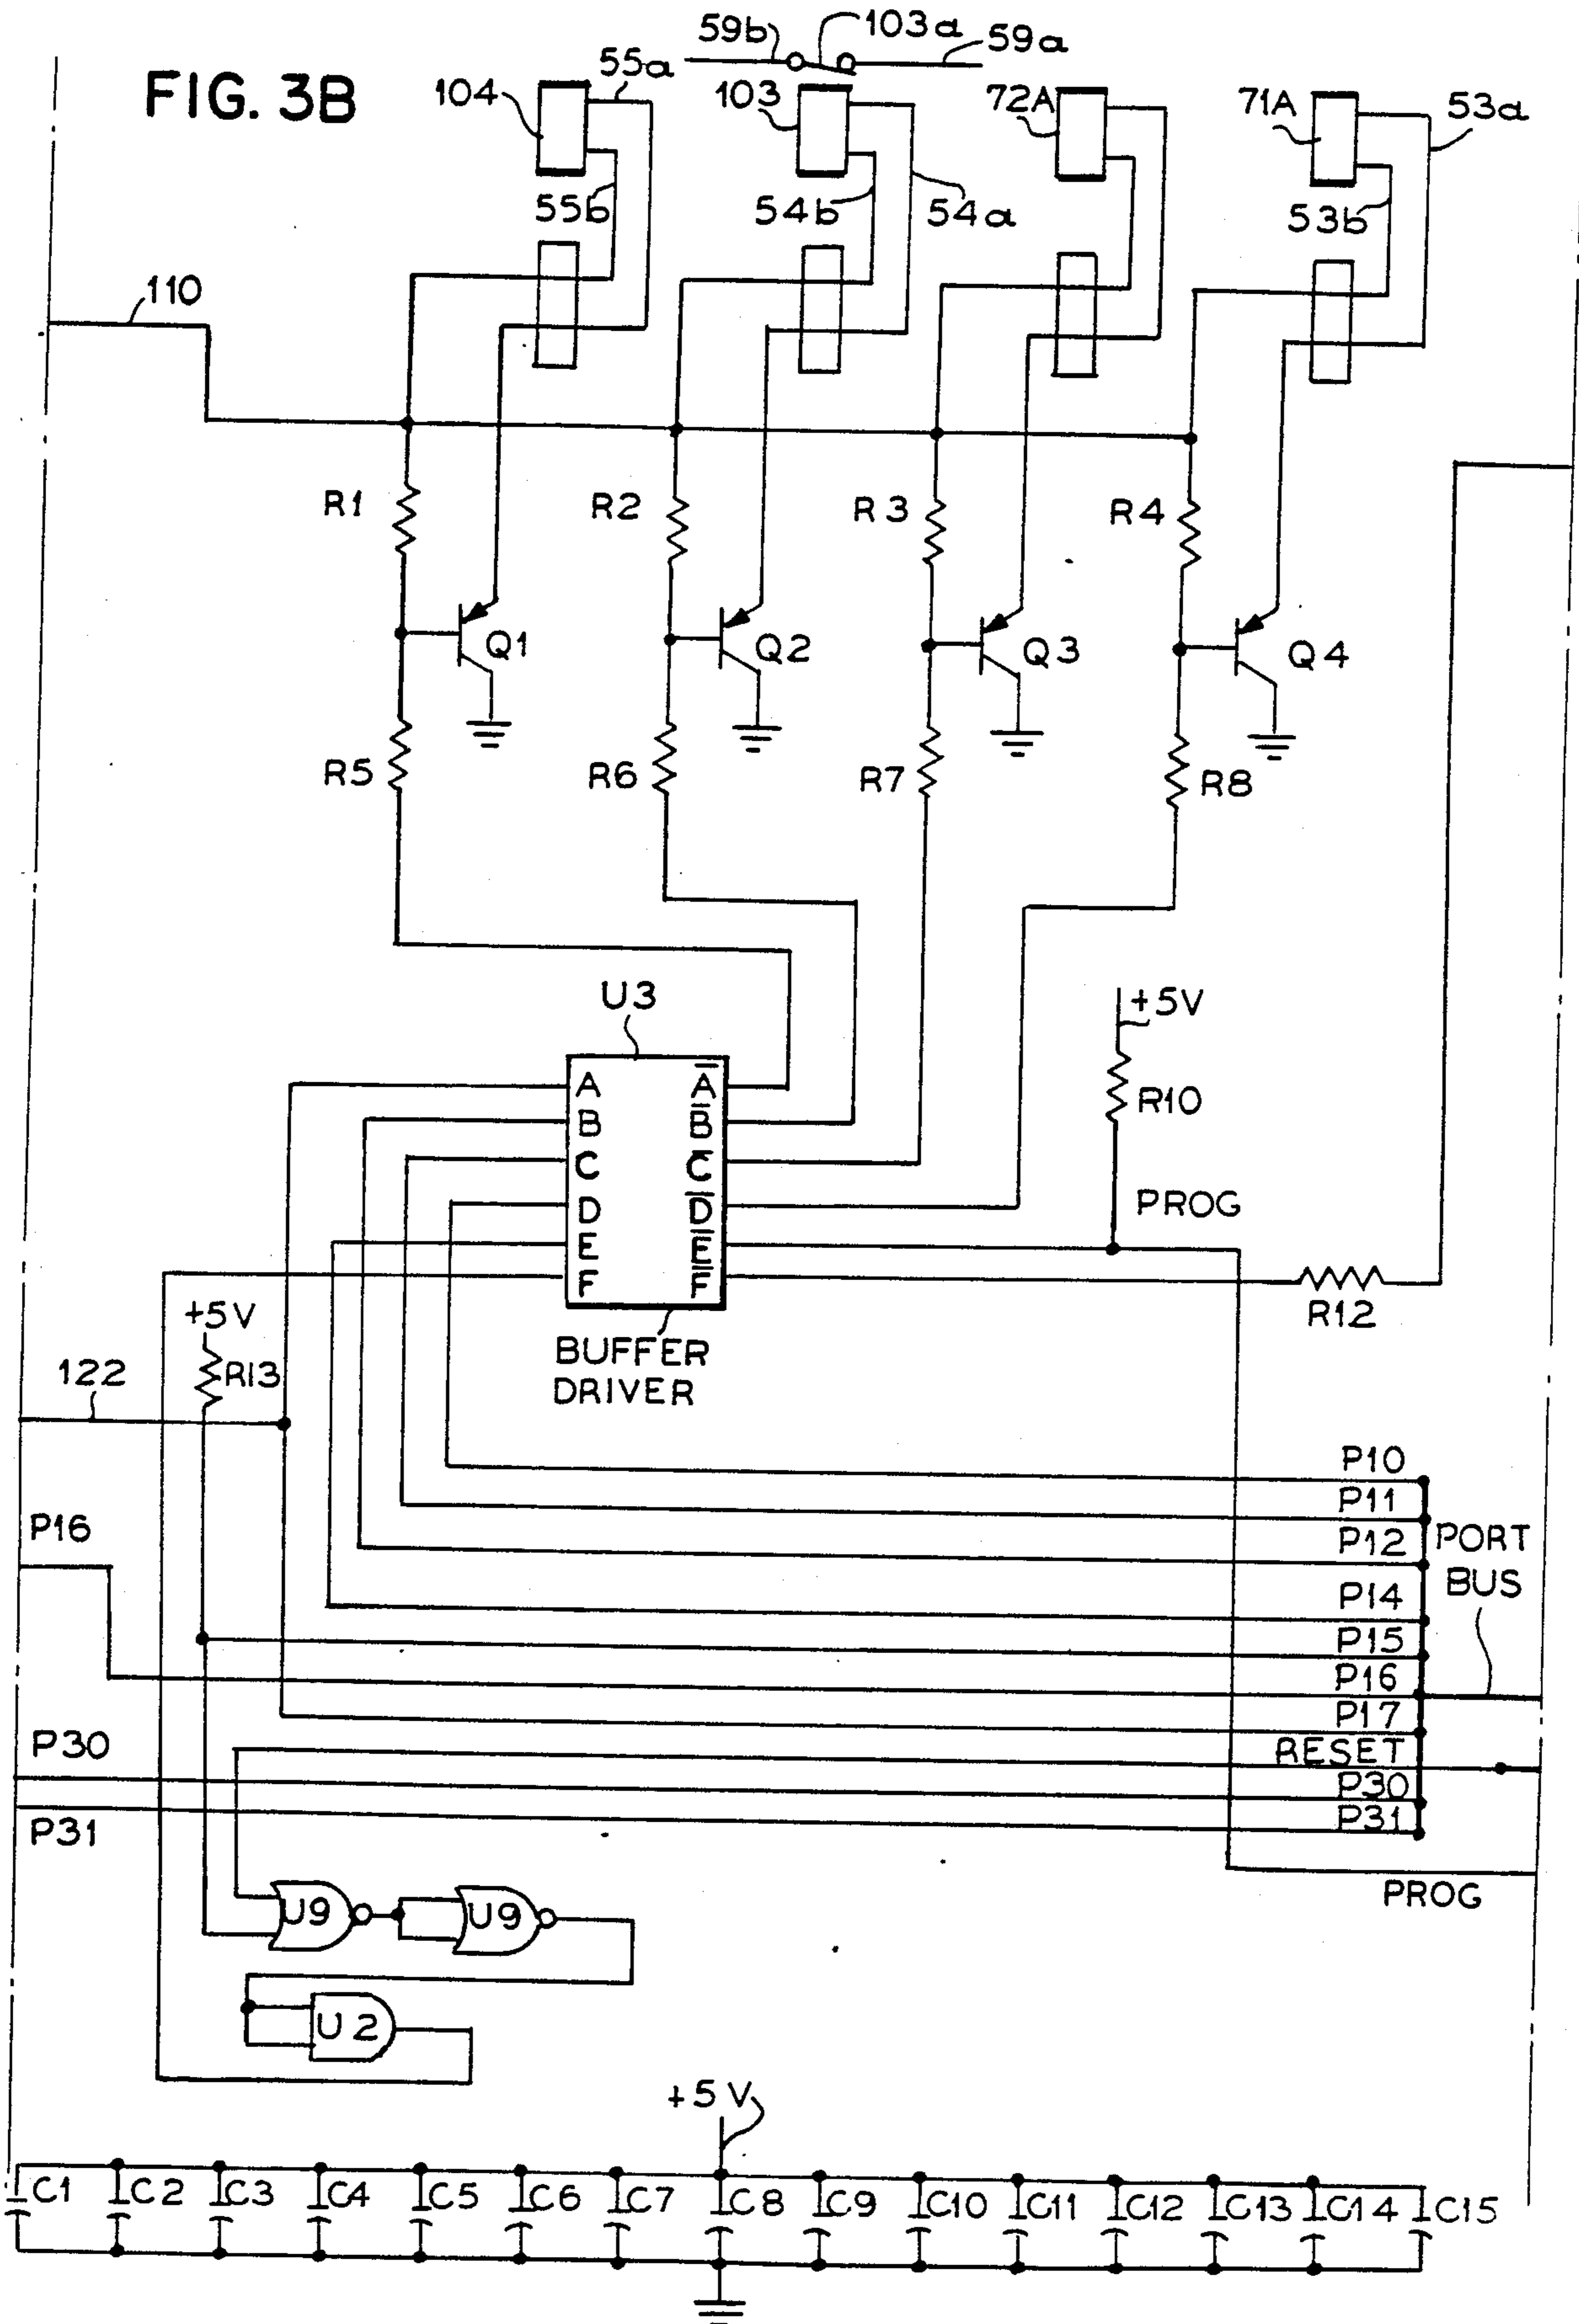 FIG. 3B
59b 103a 59a
104 55a 103 72A 71A 53a
55b 54b 54a 53b
110
R1 R2 R3 R4
Q1 Q2 Q3 Q4
R5 R6 R7 R8
U3
+5V
R10
A A̅
B B̅
C C̅
D D̅
E E̅
F F̅
PROG
R12
BUFFER
DRIVER
+5V
R13
122
P10
P11
P12
P14
P15
P16
P17
RESET
P30
P31
PORT
BUS
P16
P30
P31
PROG
U9 U9
U2
+5V
C1 C2 C3 C4 C5 C6 C7 C8 C9 C10 C11 C12 C13 C14 C15